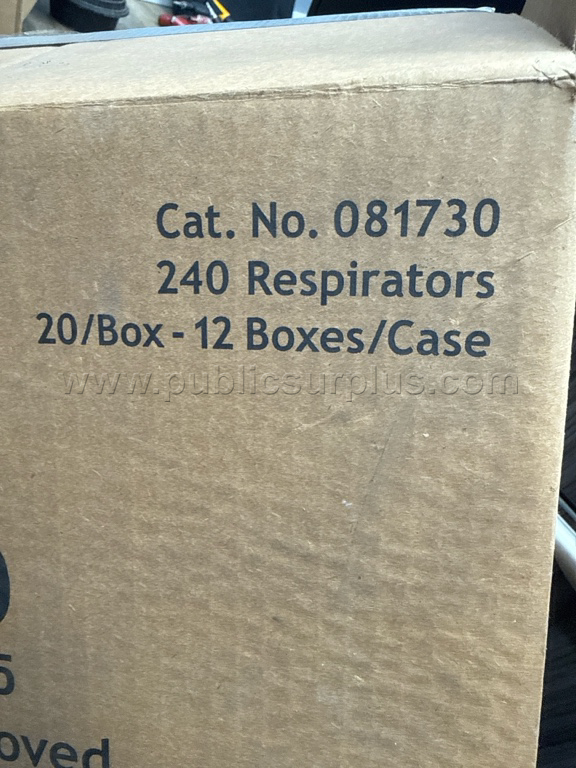 Cat. No. 081730
240 Respirators
20/Box - 12 Boxes/Case
www.publicsurplus.com